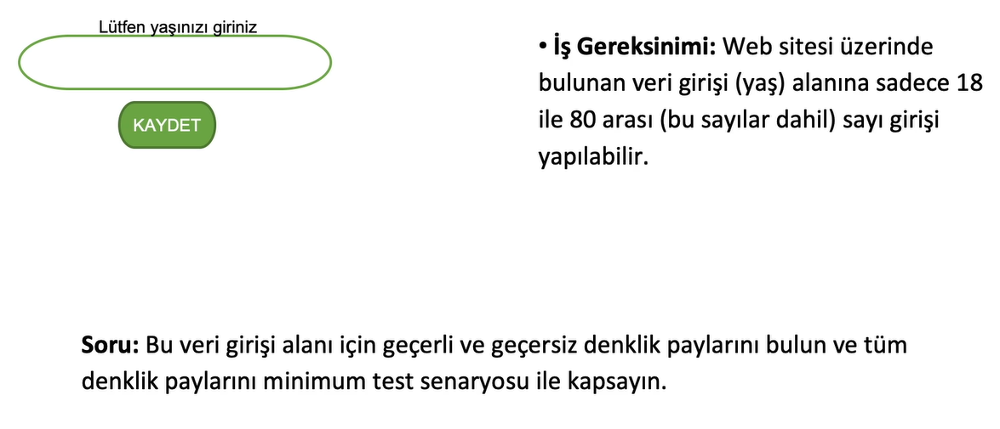 Lütfen yaşınızı giriniz
KAYDET
• İş Gereksinimi: Web sitesi üzerinde
bulunan veri girişi (yaş) alanına sadece 18
ile 80 arası (bu sayılar dahil) sayı girişi
yapılabilir.
Soru: Bu veri girişi alanı için geçerli ve geçersiz denklik paylarını bulun ve tüm
denklik paylarını minimum test senaryosu ile kapsayın.